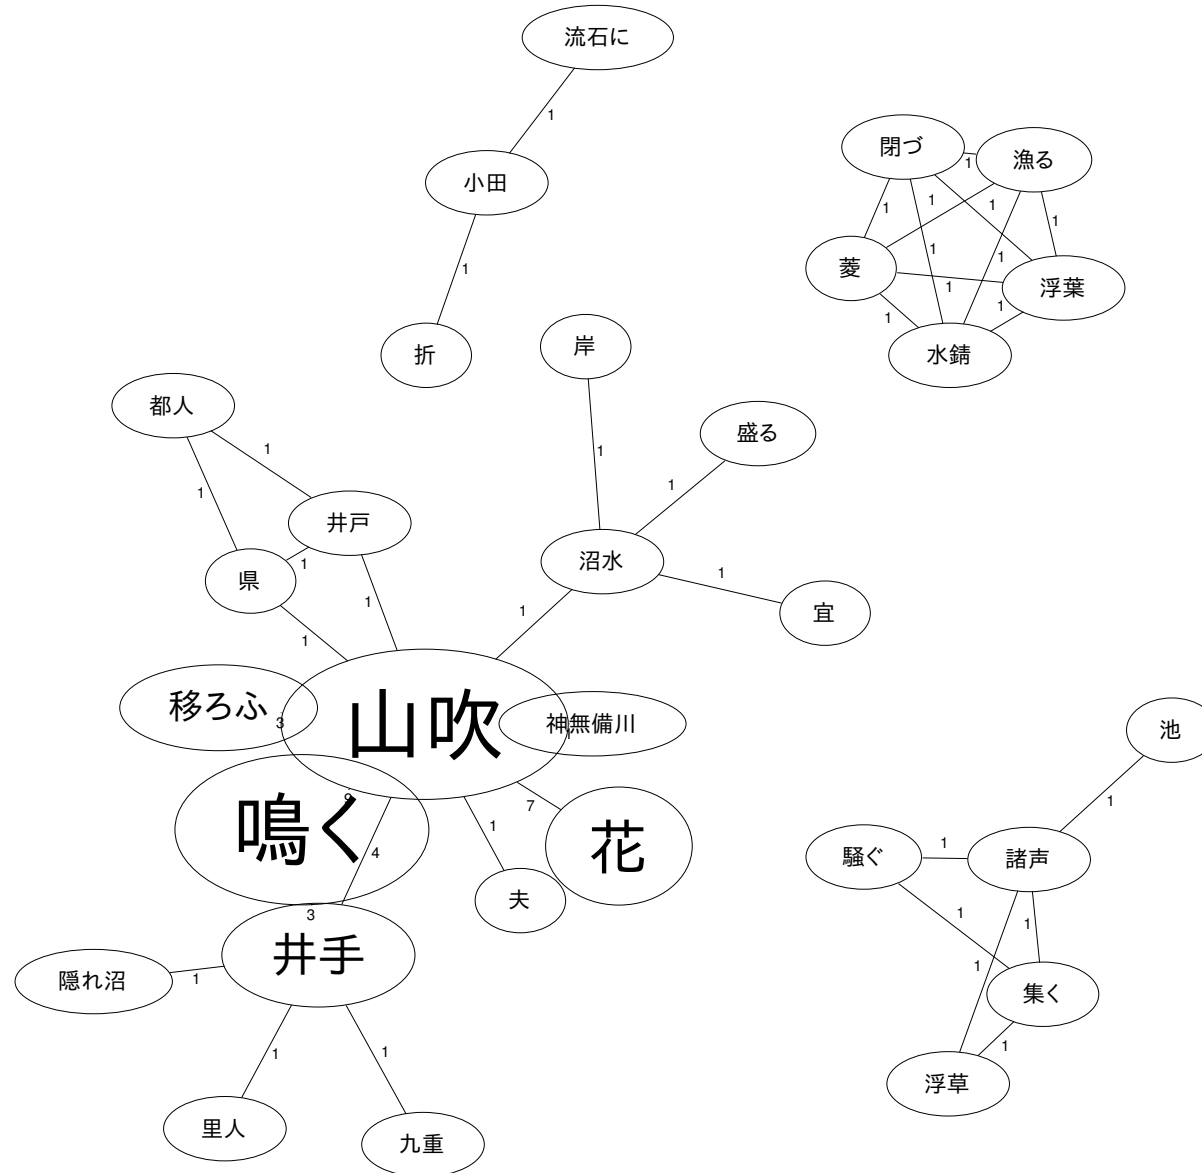 流石に
1
小田
1
折
閉づ
1
漁る
1
1
1
1
1
1
菱
1
1
1
1
浮葉
水錆
岸
1
盛る
1
都人
1
1
井戸
1
県
1
1
沼水
1
宜
1
移ろふ
3
山吹
神無備川
鳴く
9
4
7
花
1
夫
3
井手
隠れ沼
1
1
里人
1
九重
池
1
騒ぐ
1
諸声
1
1
1
集く
1
浮草